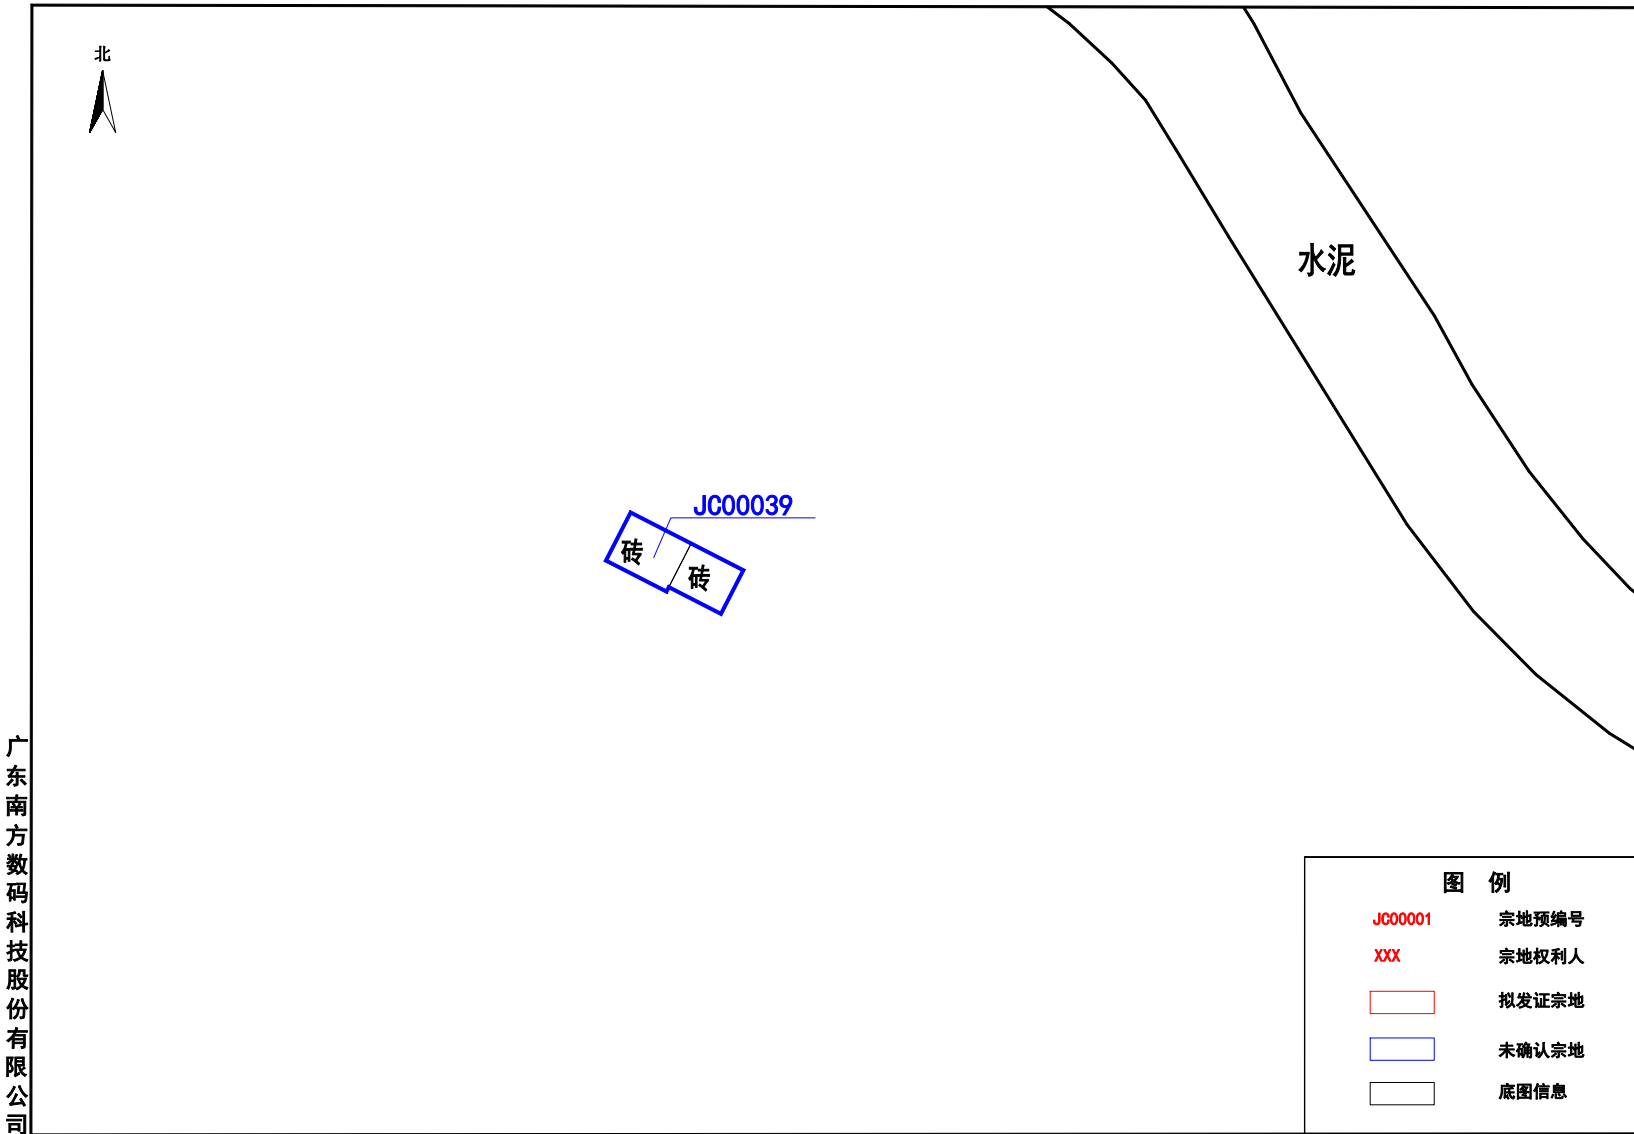 北
水泥
JC00039
砖
砖
广东南方数码科技股份有限公司
图 例
JC00001 宗地预编号
XXX 宗地权利人
拟发证宗地
未确认宗地
底图信息